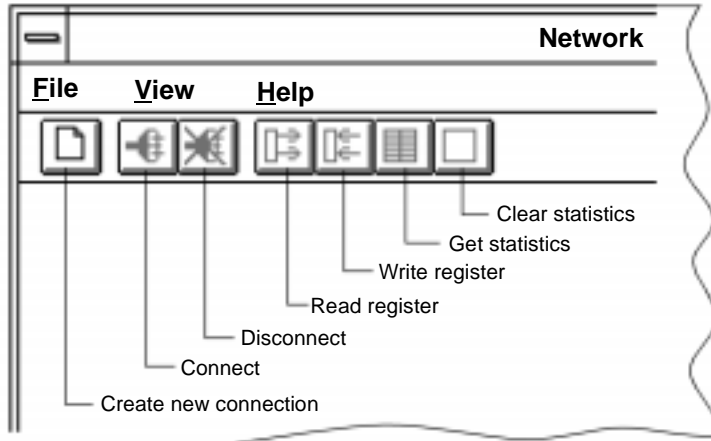 Network
File View Help
Clear statistics
Get statistics
Write register
Read register
Disconnect
Connect
Create new connection